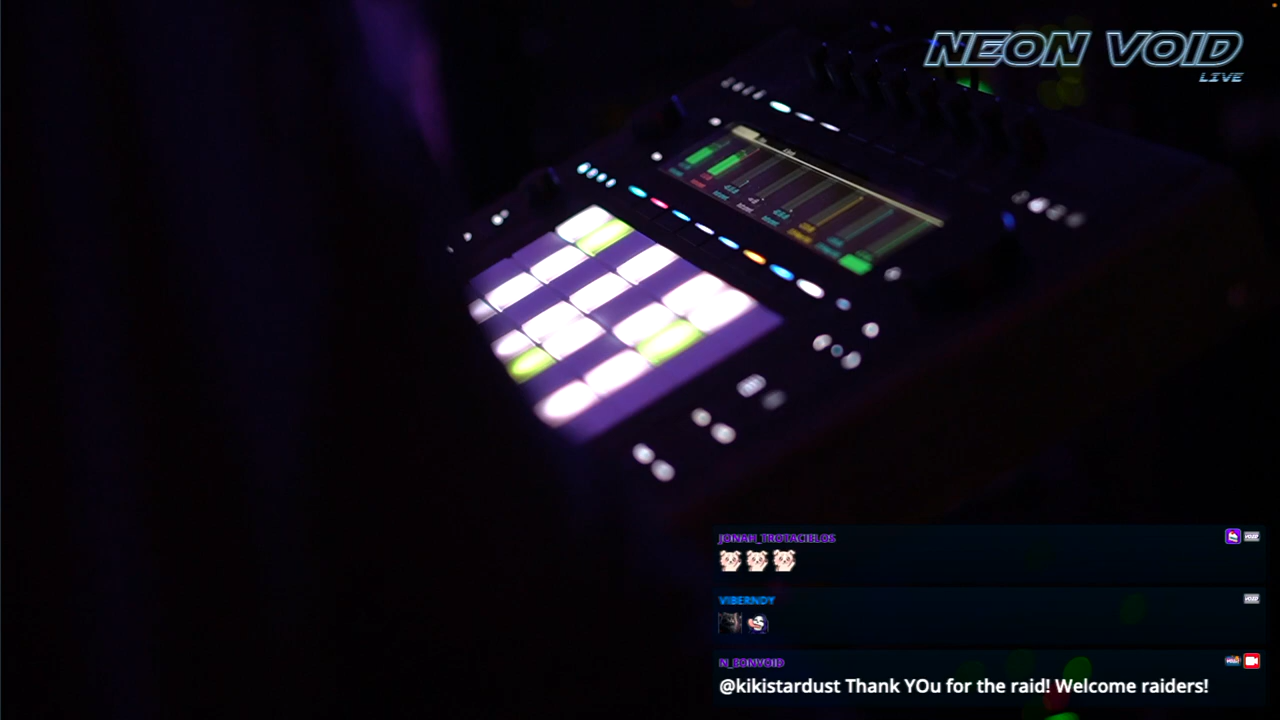 NEON VOID
LIVE
JONAH_TROTACIELOS
VIBERNDY
N_EONVOID
@kikistardust Thank YOu for the raid! Welcome raiders!